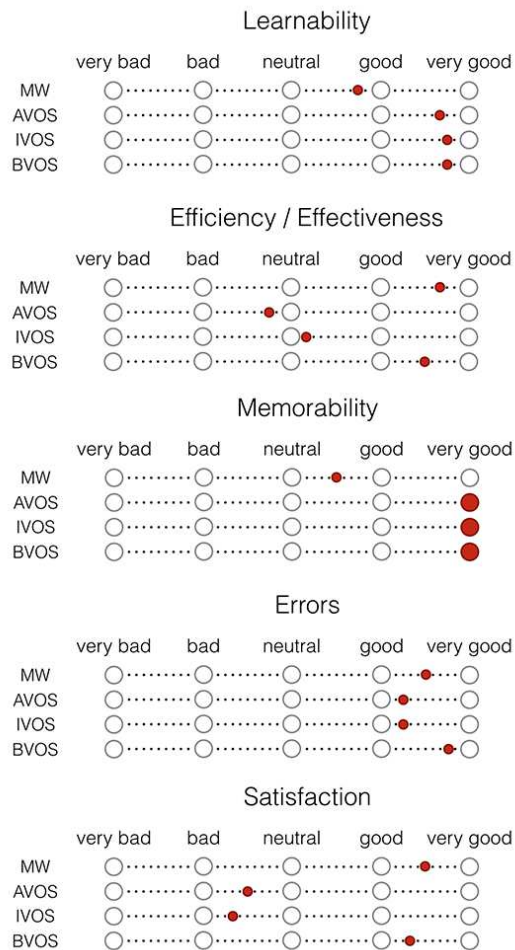 Learnability
very bad bad neutral good very good
MW
AVOS
IVOS
BVOS
Efficiency / Effectiveness
very bad bad neutral good very good
MW
AVOS
IVOS
BVOS
Memorability
very bad bad neutral good very good
MW
AVOS
IVOS
BVOS
Errors
very bad bad neutral good very good
MW
AVOS
IVOS
BVOS
Satisfaction
very bad bad neutral good very good
MW
AVOS
IVOS
BVOS